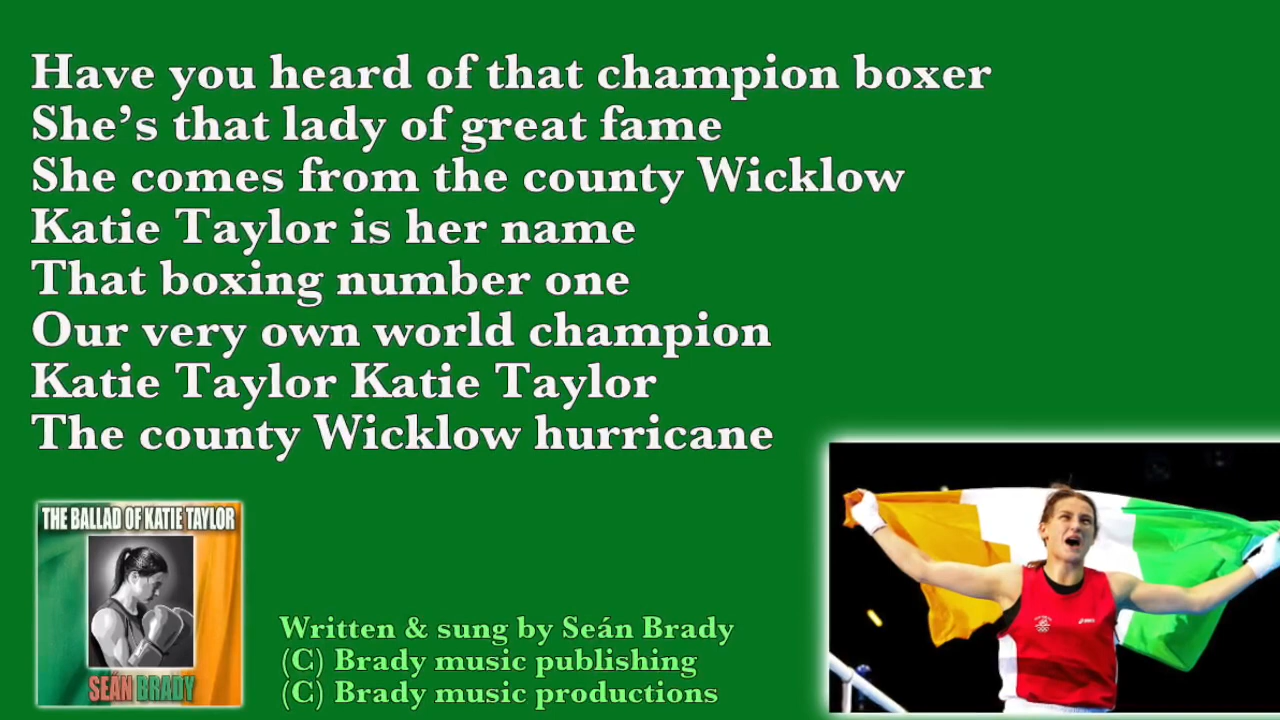 Have you heard of that champion boxer
She's that lady of great fame
She comes from the county Wicklow
Katie Taylor is her name
That boxing number one
Our very own world champion
Katie Taylor Katie Taylor
The county Wicklow hurricane
THE BALLAD OF KATIE TAYLOR
SEÁN BRADY
Written & sung by Seán Brady
(C) Brady music publishing
(C) Brady music productions